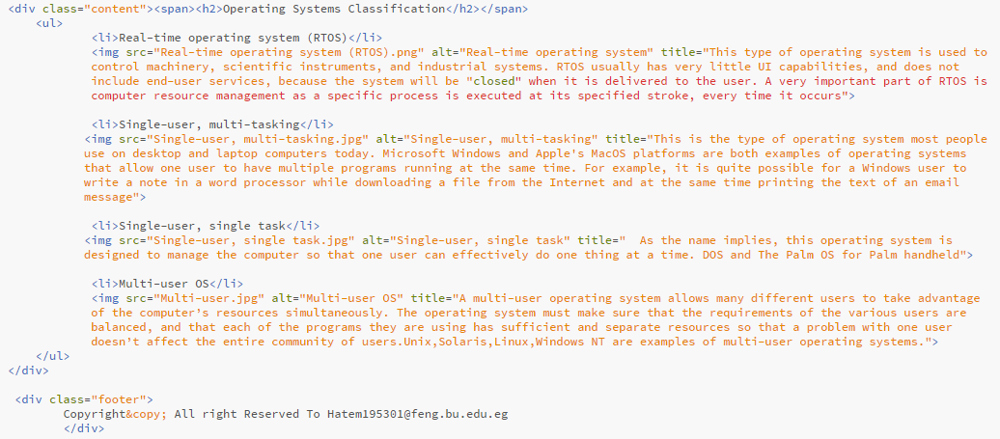 <div class="content"><span><h2>Operating Systems Classification</h2></span>
<ul>
<li>Real-time operating system (RTOS)</li>
<img src="Real-time operating system (RTOS).png" alt="Real-time operating system" title="This type of operating system is used to
control machinery, scientific instruments, and industrial systems. RTOS usually has very little UI capabilities, and does not
include end-user services, because the system will be "closed" when it is delivered to the user. A very important part of RTOS is
computer resource management as a specific process is executed at its specified stroke, every time it occurs">
<li>Single-user, multi-tasking</li>
<img src="Single-user, multi-tasking.jpg" alt="Single-user, multi-tasking" title="This is the type of operating system most people
use on desktop and laptop computers today. Microsoft Windows and Apple's MacOS platforms are both examples of operating systems
that allow one user to have multiple programs running at the same time. For example, it is quite possible for a Windows user to
write a note in a word processor while downloading a file from the Internet and at the same time printing the text of an email
message">
<li>Single-user, single task</li>
<img src="Single-user, single task.jpg" alt="Single-user, single task" title="  As the name implies, this operating system is
designed to manage the computer so that one user can effectively do one thing at a time. DOS and The Palm OS for Palm handheld">
<li>Multi-user OS</li>
<img src="Multi-user.jpg" alt="Multi-user OS" title="A multi-user operating system allows many different users to take advantage
of the computer's resources simultaneously. The operating system must make sure that the requirements of the various users are
balanced, and that each of the programs they are using has sufficient and separate resources so that a problem with one user
doesn't affect the entire community of users.Unix,Solaris,Linux,Windows NT are examples of multi-user operating systems.">
</ul>
</div>
<div class="footer">
Copyright&copy; All right Reserved To Hatem195301@feng.bu.edu.eg
</div>